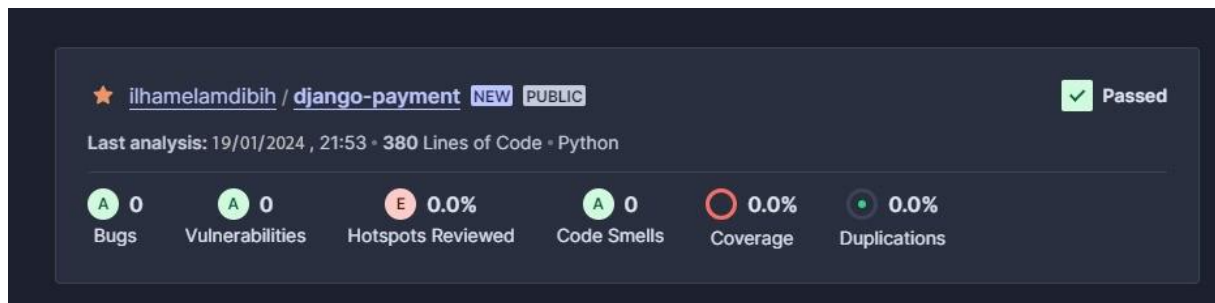 ilhamelamdibih / django-payment NEW PUBLIC Passed
Last analysis: 19/01/2024 , 21:53 • 380 Lines of Code • Python
A 0 A 0 E 0.0% A 0 0.0% 0.0%
Bugs Vulnerabilities Hotspots Reviewed Code Smells Coverage Duplications